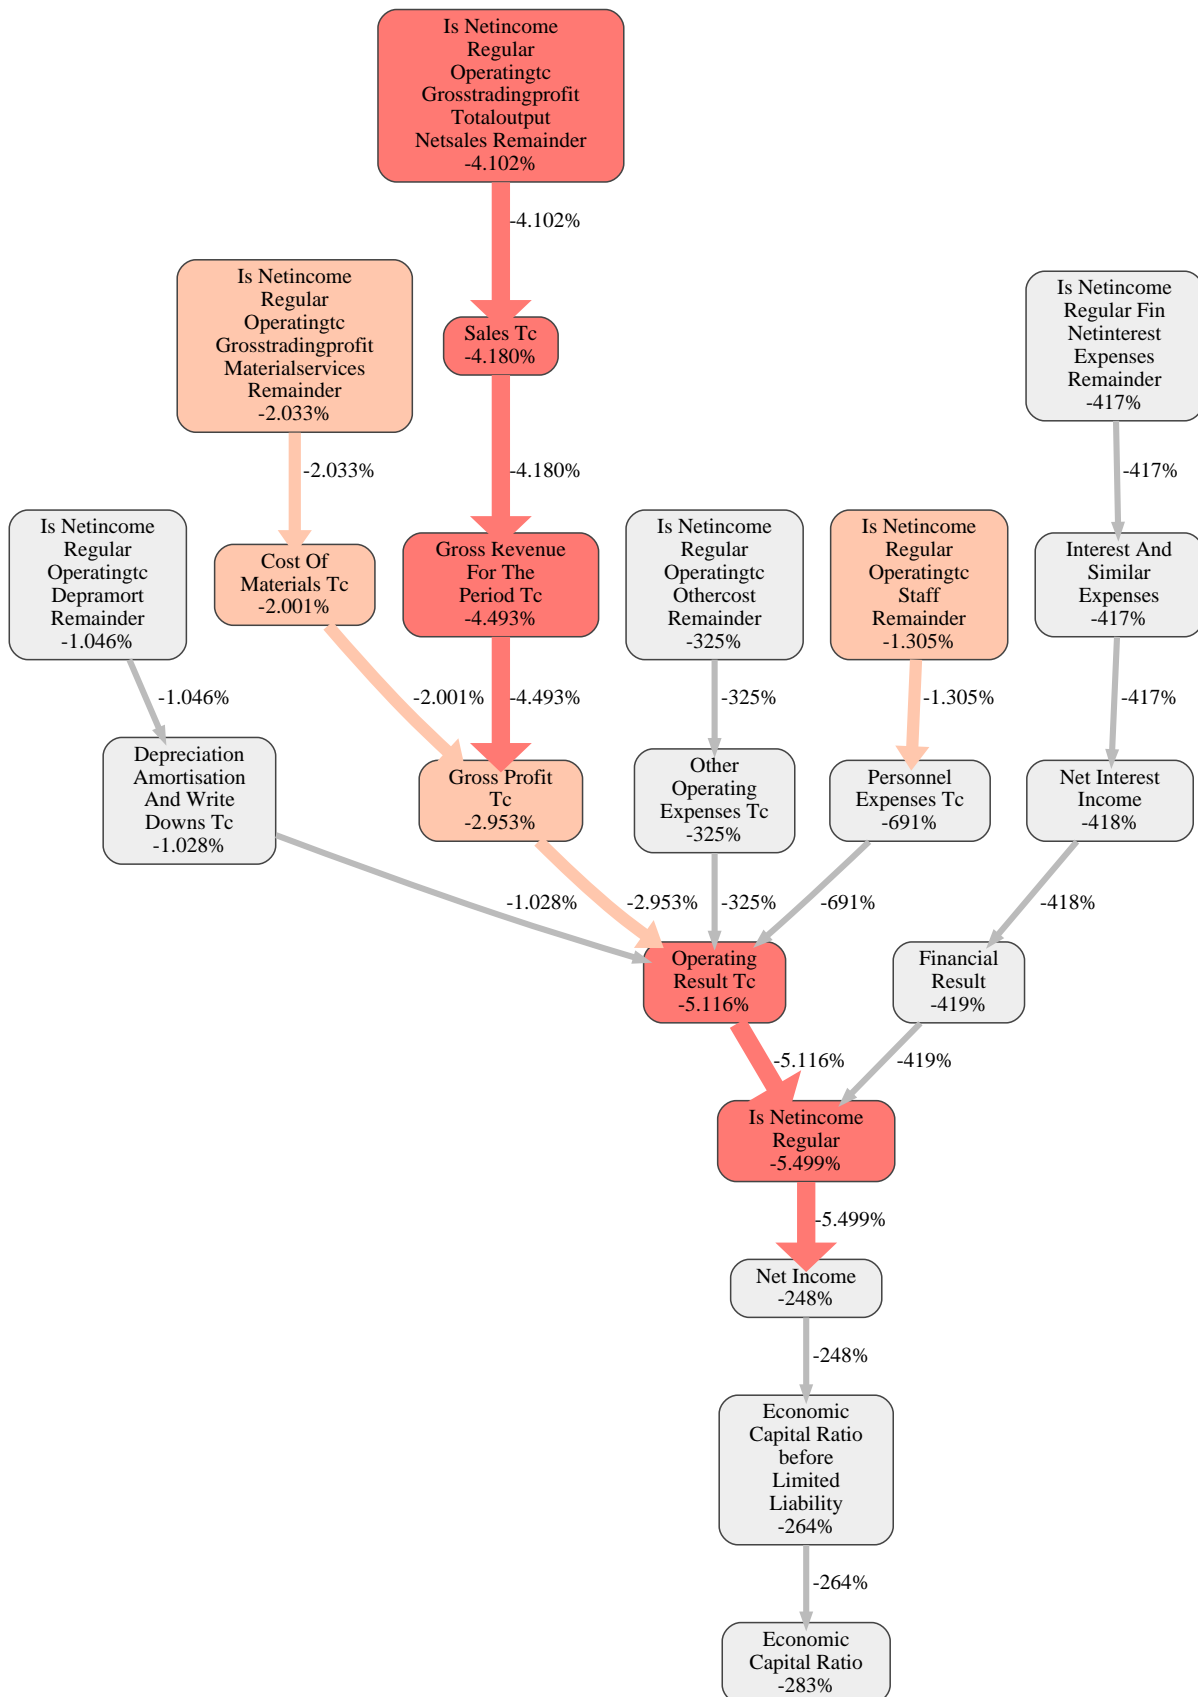 Is Netincome
Regular
Operatingtc
Grosstradingprofit
Totaloutput
Netsales Remainder
-4.102%
-4.102%
Is Netincome
Regular
Operatingtc
Grosstradingprofit
Materialservices
Remainder
-2.033%
Sales Tc
-4.180%
Is Netincome
Regular Fin
Netinterest
Expenses
Remainder
-417%
-2.033%
-4.180%
-417%
Is Netincome
Regular
Operatingtc
Depramort
Remainder
-1.046%
Cost Of
Materials Tc
-2.001%
Gross Revenue
For The
Period Tc
-4.493%
Is Netincome
Regular
Operatingtc
Othercost
Remainder
-325%
Is Netincome
Regular
Operatingtc
Staff
Remainder
-1.305%
Interest And
Similar
Expenses
-417%
-1.046%
-2.001%
-4.493%
-325%
-1.305%
-417%
Depreciation
Amortisation
And Write
Downs Tc
-1.028%
Gross Profit
Tc
-2.953%
Other
Operating
Expenses Tc
-325%
Personnel
Expenses Tc
-691%
Net Interest
Income
-418%
-1.028%
-2.953%
-325%
-691%
-418%
Operating
Result Tc
-5.116%
Financial
Result
-419%
-5.116%
-419%
Is Netincome
Regular
-5.499%
-5.499%
Net Income
-248%
-248%
Economic
Capital Ratio
before
Limited
Liability
-264%
-264%
Economic
Capital Ratio
-283%